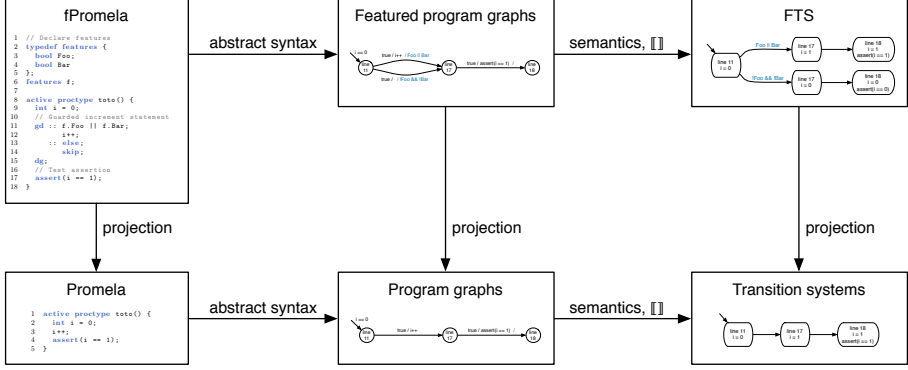 fPromela
1 // Declare features
2 typedef features {
3 bool Foo;
4 bool Bar
5 };
6 features f;
7
8 active proctype toto() {
9 int i = 0;
10 // Guarded increment statement
11 gd :: f.Foo || f.Bar;
12 i++;
13 :: else;
14 skip;
15 dg;
16 // Test assertion
17 assert(i == 1);
18 }
abstract syntax
Featured program graphs
i == 0
true / i++ / Foo || Bar
line 11
line 17
true / assert(i == 1) /
line 18
true / / !Foo && !Bar
semantics, ⟦⟧
FTS
Foo || Bar
line 11
i = 0
line 17
i = 1
line 18
i = 1
assert(i == 1)
!Foo && !Bar
line 17
i = 0
line 18
i = 0
assert(i == 0)
projection
projection
projection
Promela
1 active proctype toto() {
2 int i = 0;
3 i++;
4 assert(i == 1);
5 }
abstract syntax
Program graphs
i == 0
true / i++
true / assert(i == 1) /
line 11
line 17
line 18
semantics, ⟦⟧
Transition systems
line 11
i = 0
line 17
i = 1
line 18
i = 1
assert(i == 1)